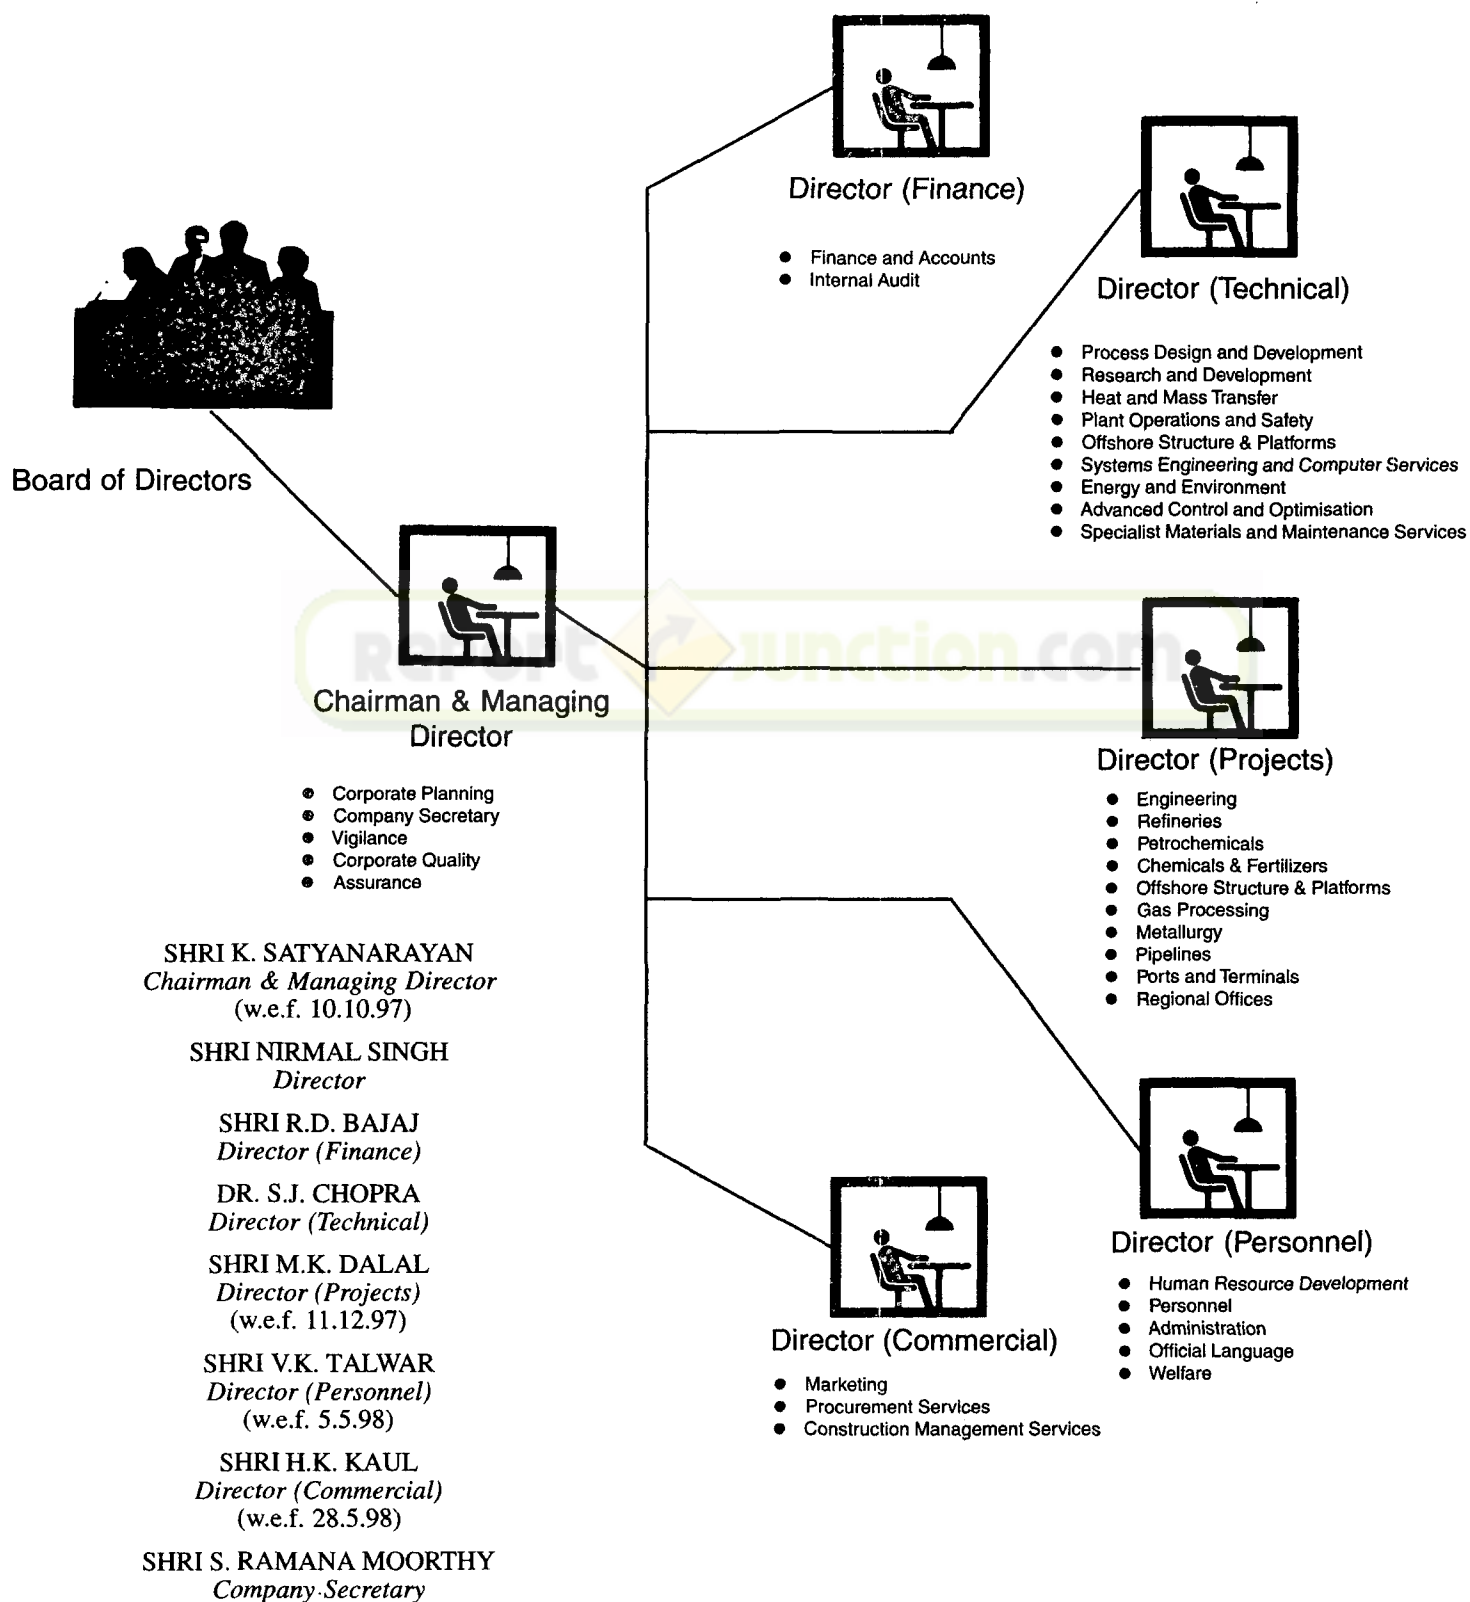 Director (Finance)
● Finance and Accounts
● Internal Audit
Director (Technical)
● Process Design and Development
● Research and Development
● Heat and Mass Transfer
● Plant Operations and Safety
● Offshore Structure & Platforms
● Systems Engineering and Computer Services
● Energy and Environment
● Advanced Control and Optimisation
● Specialist Materials and Maintenance Services
Board of Directors
Report Junction.com
Chairman & Managing
Director
● Corporate Planning
● Company Secretary
● Vigilance
● Corporate Quality
● Assurance
Director (Projects)
● Engineering
● Refineries
● Petrochemicals
● Chemicals & Fertilizers
● Offshore Structure & Platforms
● Gas Processing
● Metallurgy
● Pipelines
● Ports and Terminals
● Regional Offices
SHRI K. SATYANARAYAN
Chairman & Managing Director
(w.e.f. 10.10.97)
SHRI NIRMAL SINGH
Director
SHRI R.D. BAJAJ
Director (Finance)
DR. S.J. CHOPRA
Director (Technical)
SHRI M.K. DALAL
Director (Projects)
(w.e.f. 11.12.97)
SHRI V.K. TALWAR
Director (Personnel)
(w.e.f. 5.5.98)
SHRI H.K. KAUL
Director (Commercial)
(w.e.f. 28.5.98)
SHRI S. RAMANA MOORTHY
Company Secretary
Director (Personnel)
● Human Resource Development
● Personnel
● Administration
● Official Language
● Welfare
Director (Commercial)
● Marketing
● Procurement Services
● Construction Management Services